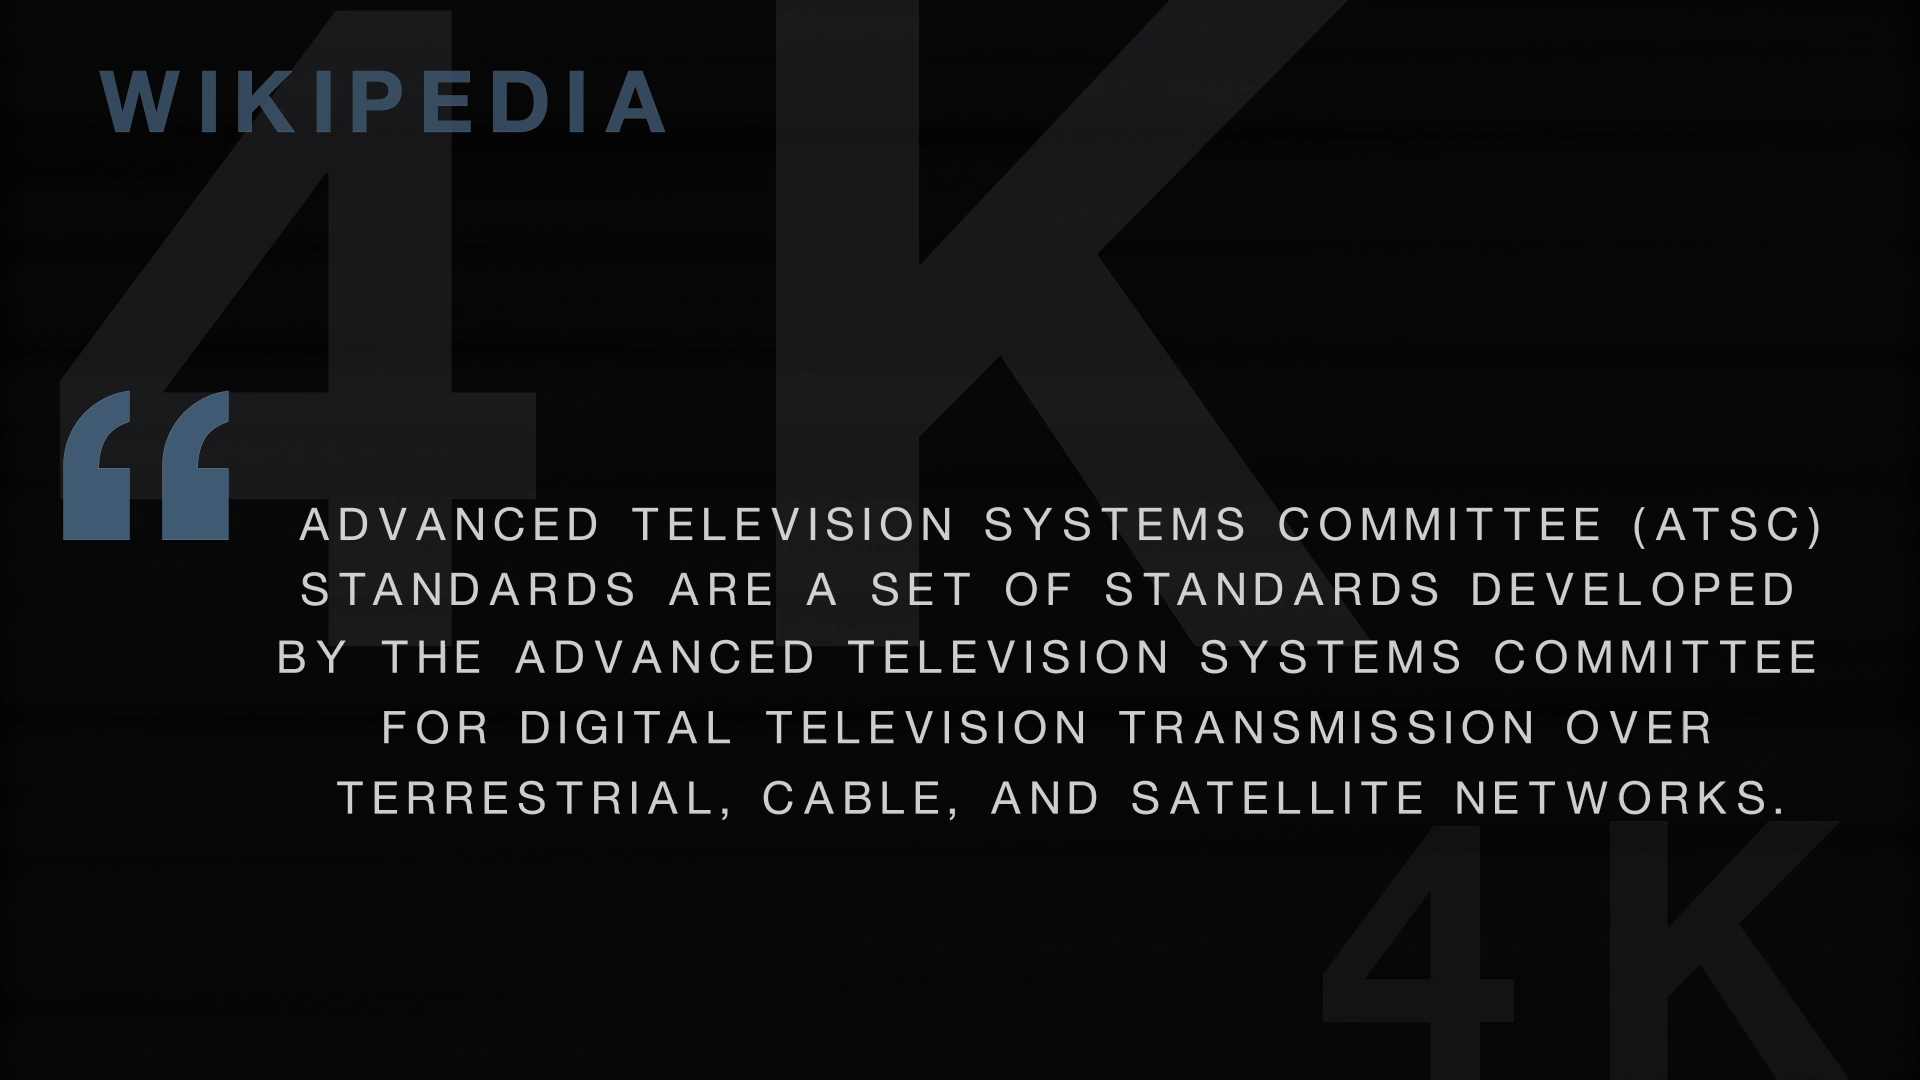 4K
WIKIPEDIA
“
ADVANCED TELEVISION SYSTEMS COMMITTEE (ATSC)
STANDARDS ARE A SET OF STANDARDS DEVELOPED
BY THE ADVANCED TELEVISION SYSTEMS COMMITTEE
FOR DIGITAL TELEVISION TRANSMISSION OVER
TERRESTRIAL, CABLE, AND SATELLITE NETWORKS.
4K